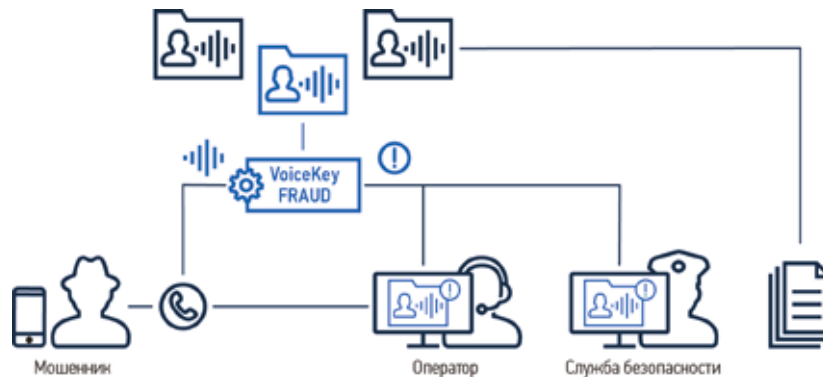 VoiceKey
FRAUD
Мошенник
Оператор
Служба безопасности